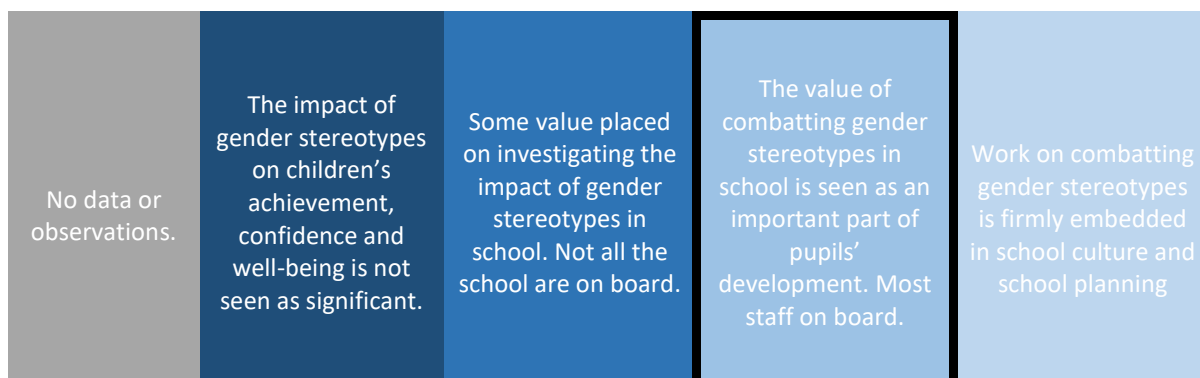 No data or
observations.
The impact of
gender stereotypes
on children’s
achievement,
confidence and
well-being is not
seen as significant.
Some value placed
on investigating the
impact of gender
stereotypes in
school. Not all the
school are on board.
The value of
combatting gender
stereotypes in
school is seen as an
important part of
pupils’
development. Most
staff on board.
Work on combatting
gender stereotypes
is firmly embedded
in school culture and
school planning